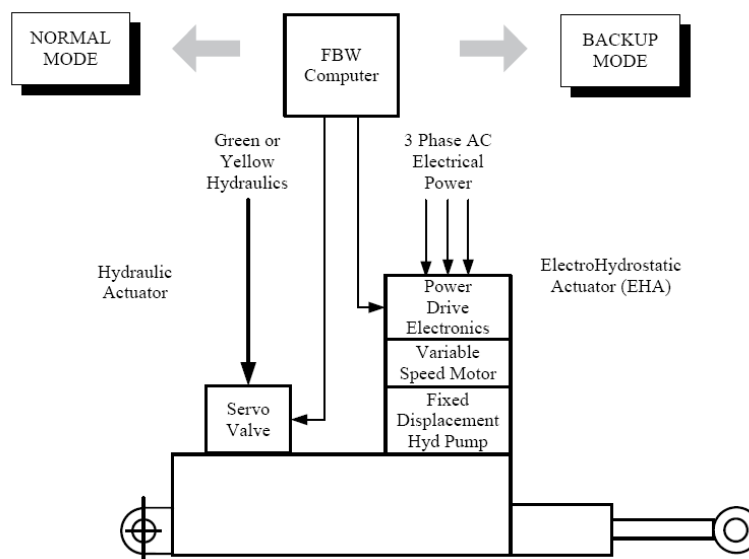 NORMAL
MODE
FBW
Computer
BACKUP
MODE
Green or
Yellow
Hydraulics
3 Phase AC
Electrical
Power
Hydraulic
Actuator
ElectroHydrostatic
Actuator (EHA)
Power
Drive
Electronics
Variable
Speed Motor
Servo
Valve
Fixed
Displacement
Hyd Pump